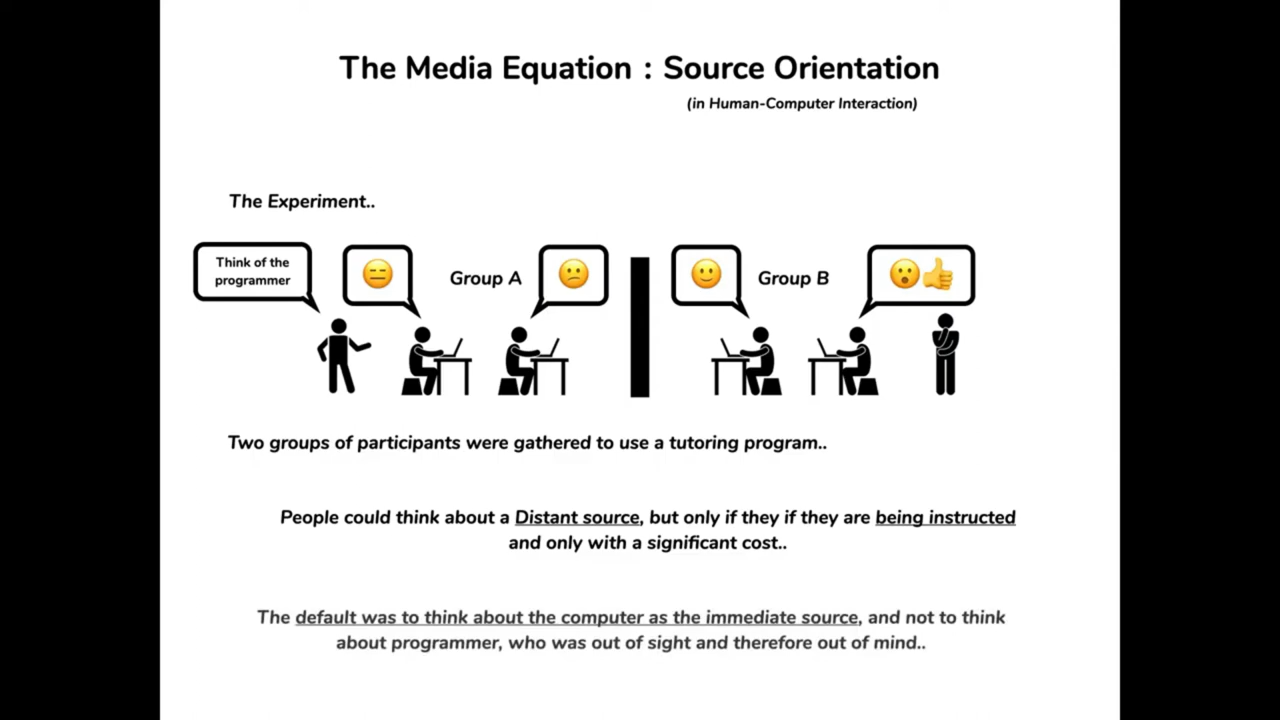 The Media Equation : Source Orientation
(in Human-Computer Interaction)
The Experiment..
Think of the
programmer
Group A
Group B
Two groups of participants were gathered to use a tutoring program..
People could think about a Distant source, but only if they if they are being instructed
and only with a significant cost..
The default was to think about the computer as the immediate source, and not to think
about programmer, who was out of sight and therefore out of mind..